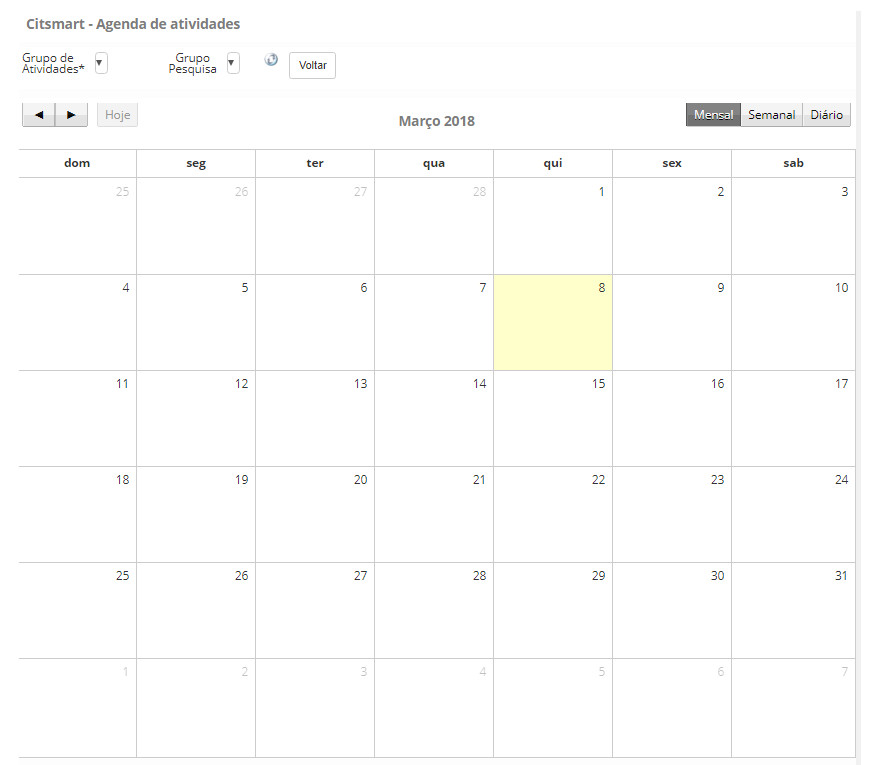 Citsmart - Agenda de atividades
Grupo de
Atividades*
Grupo
Pesquisa
Voltar
Hoje
Março 2018
Mensal Semanal Diário
dom seg ter qua qui sex sab
25 26 27 28 1 2 3
4 5 6 7 8 9 10
11 12 13 14 15 16 17
18 19 20 21 22 23 24
25 26 27 28 29 30 31
1 2 3 4 5 6 7